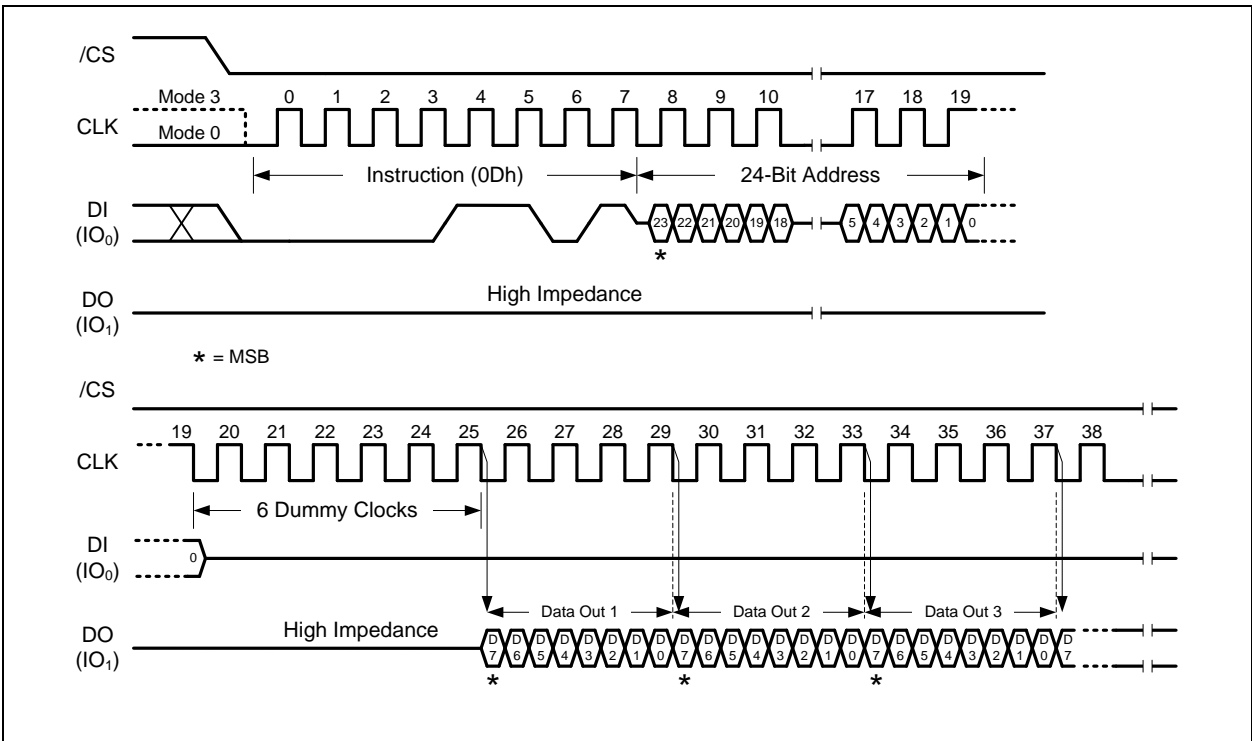 /CS
Mode 3
0 1 2 3 4 5 6 7 8 9 10 17 18 19
CLK
Mode 0
Instruction (0Dh)
24-Bit Address
DI
(IO₀)
23 22 21 20 19 18 5 4 3 2 1 0
*
High Impedance
DO
(IO₁)
* = MSB
/CS
19 20 21 22 23 24 25 26 27 28 29 30 31 32 33 34 35 36 37 38
CLK
6 Dummy Clocks
DI
(IO₀)
0
Data Out 1
Data Out 2
Data Out 3
High Impedance
DO
(IO₁)
D7 D6 D5 D4 D3 D2 D1 D0 D7 D6 D5 D4 D3 D2 D1 D0 D7 D6 D5 D4 D3 D2 D1 D0 D7
* * *